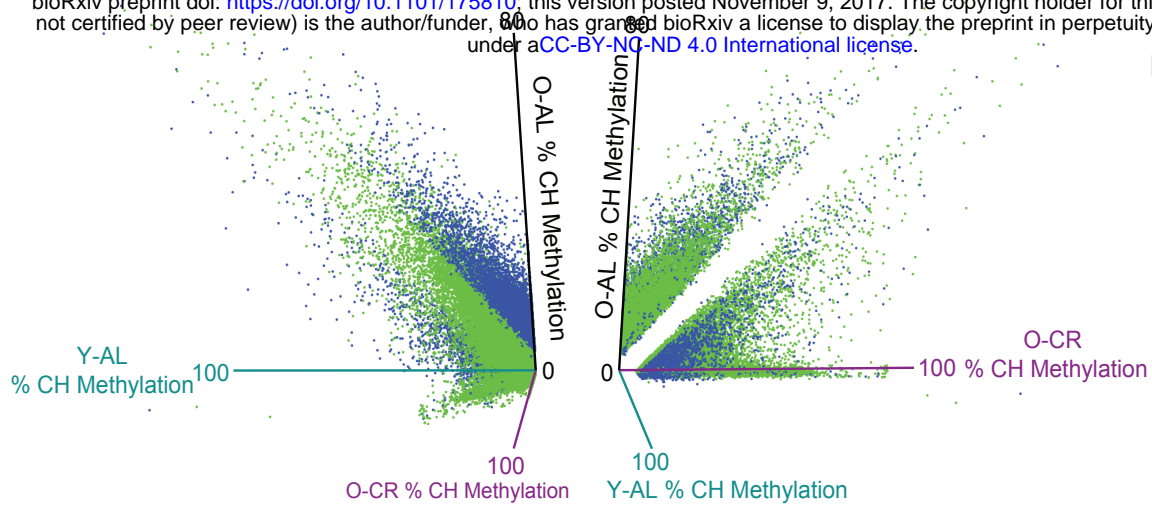 bioRxiv preprint doi: https://doi.org/10.1101/175810; this version posted November 9, 2017. The copyright holder for thi
not certified by peer review) is the author/funder, who has granted bioRxiv a license to display the preprint in perpetuity
under aCC-BY-NC-ND 4.0 International license.
80
80
O-AL % CH Methylation
O-AL % CH Methylation
Y-AL
% CH Methylation
100
0
0
O-CR
100 % CH Methylation
100
O-CR % CH Methylation
100
Y-AL % CH Methylation